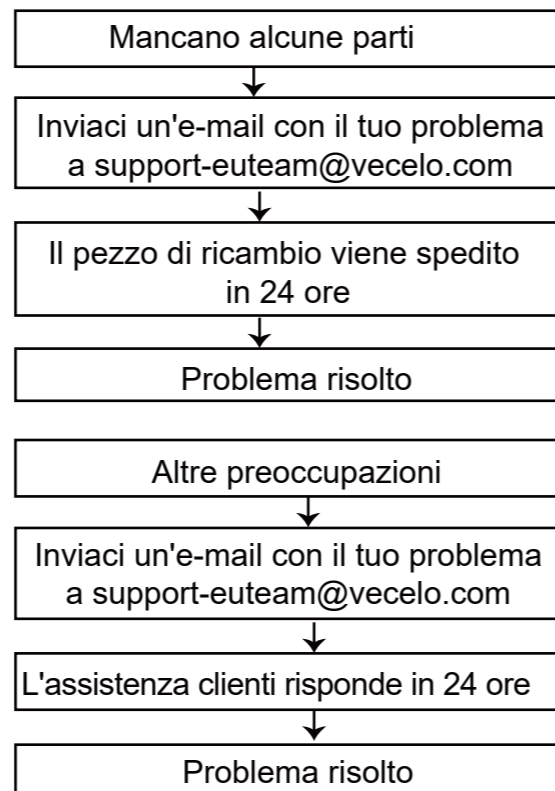 Mancano alcune parti
Inviaci un'e-mail con il tuo problema
a support-euteam@vecelo.com
Il pezzo di ricambio viene spedito
in 24 ore
Problema risolto
Altre preoccupazioni
Inviaci un'e-mail con il tuo problema
a support-euteam@vecelo.com
L'assistenza clienti risponde in 24 ore
Problema risolto